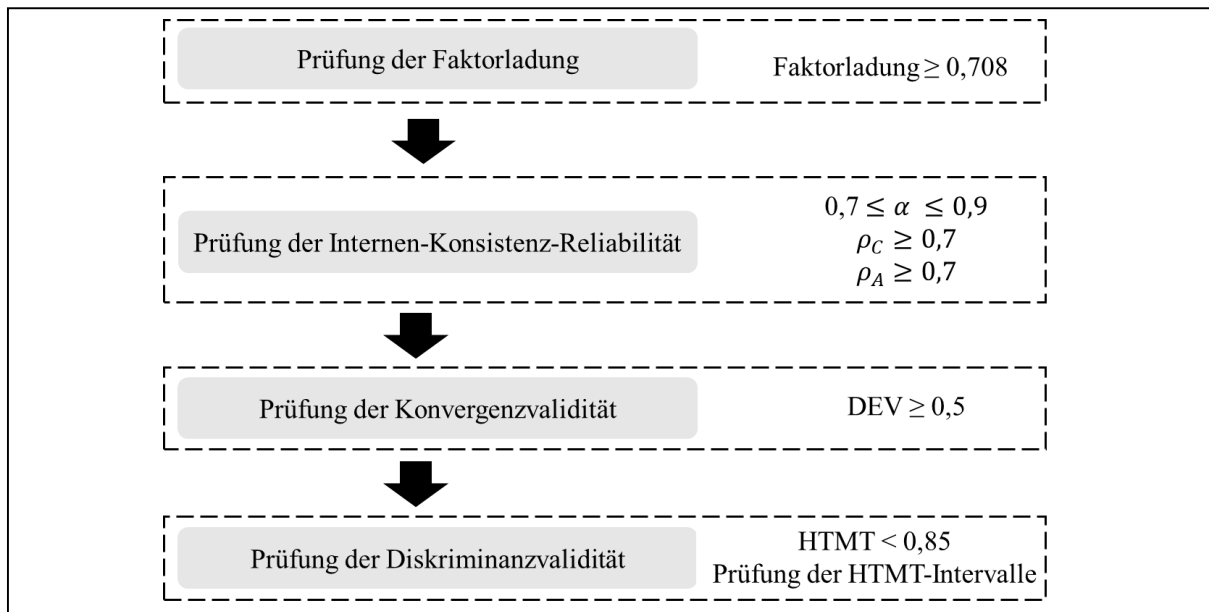 Prüfung der Faktorladung
Faktorladung ≥ 0,708
Prüfung der Internen-Konsistenz-Reliabilität
0,7 ≤ α ≤ 0,9
ρ_C ≥ 0,7
ρ_A ≥ 0,7
Prüfung der Konvergenzvalidität
DEV ≥ 0,5
Prüfung der Diskriminanzvalidität
HTMT < 0,85
Prüfung der HTMT-Intervalle